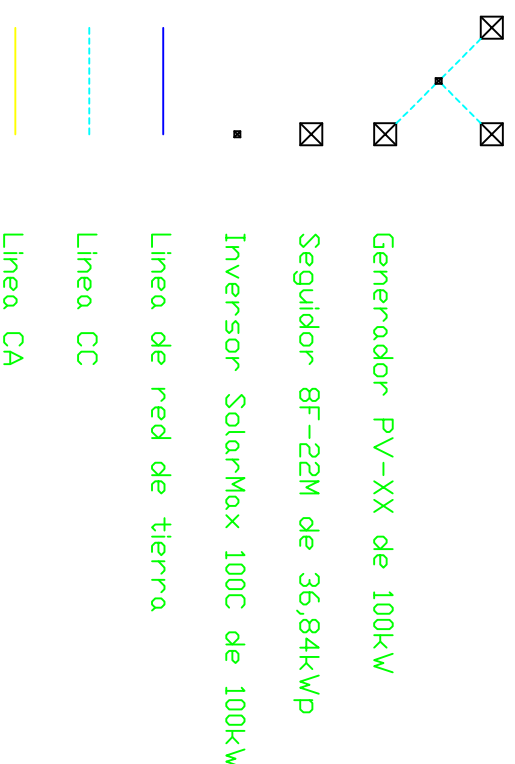 Generador PV-XX de 100kW
Seguidor 8F-22M de 36,84kWp
Inversor SolarMax 100C de 100kW
Linea de red de tierra
Linea CC
Linea CA